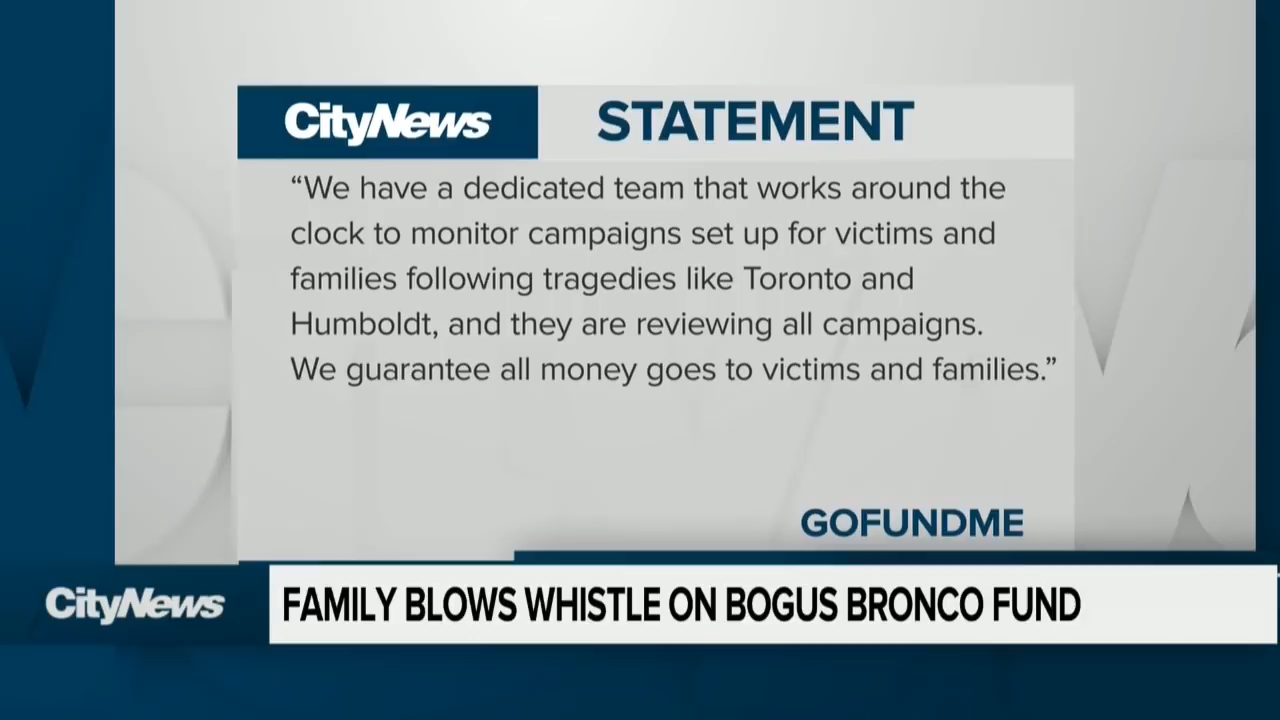 CityNews STATEMENT
“We have a dedicated team that works around the
clock to monitor campaigns set up for victims and
families following tragedies like Toronto and
Humboldt, and they are reviewing all campaigns.
We guarantee all money goes to victims and families.”
GOFUNDME
CityNews FAMILY BLOWS WHISTLE ON BOGUS BRONCO FUND